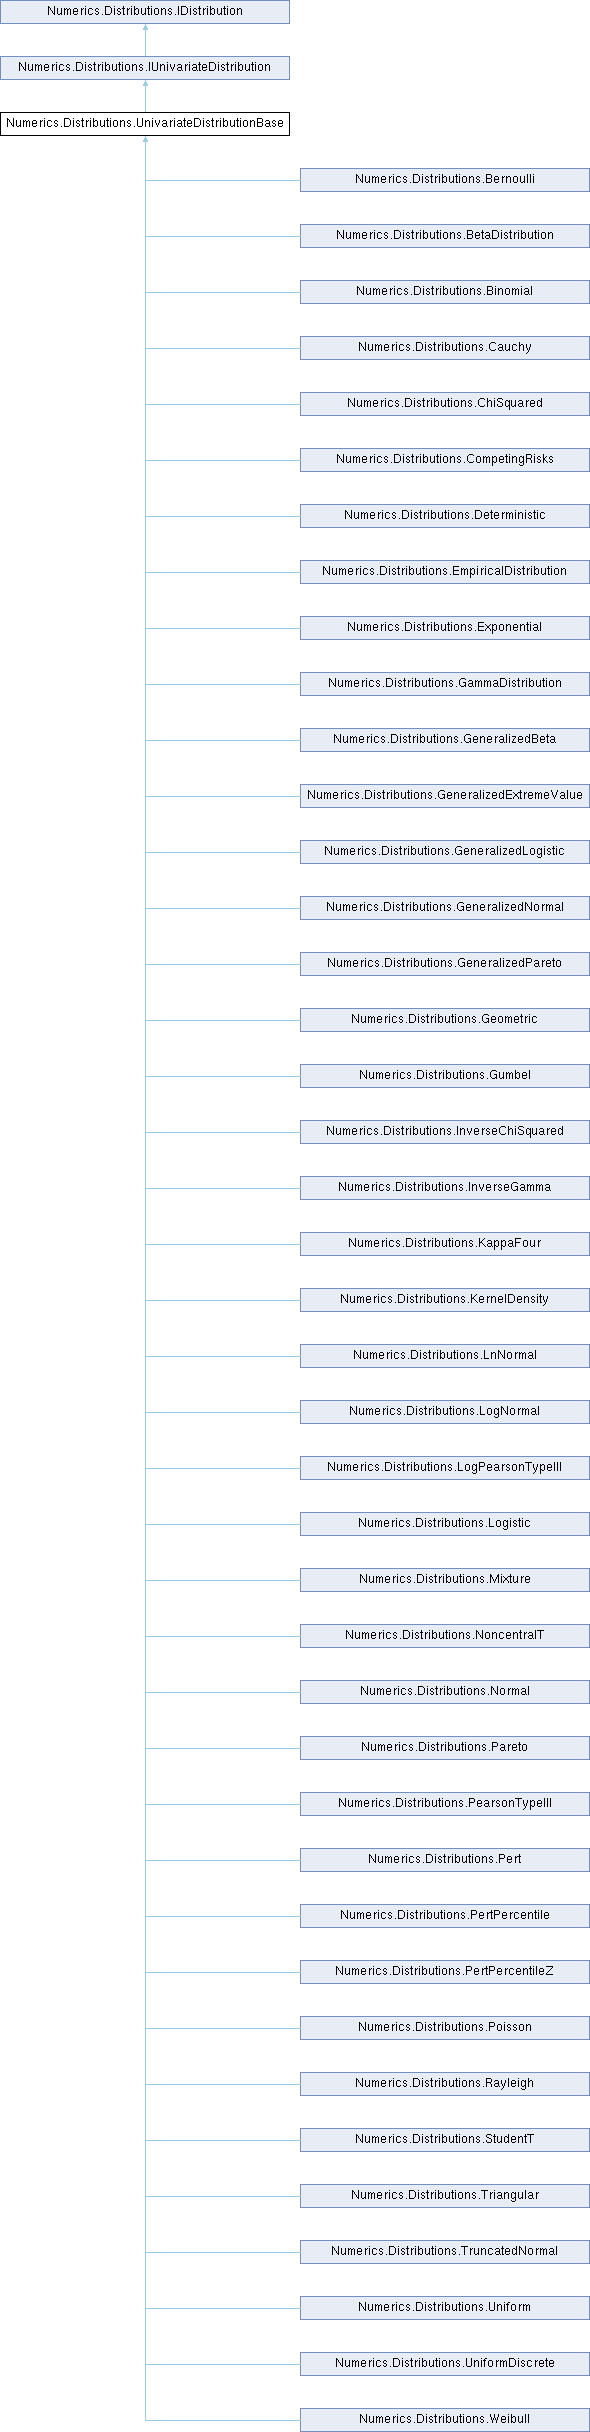 Numerics.Distributions.IDistribution
Numerics.Distributions.IUnivariateDistribution
Numerics.Distributions.UnivariateDistributionBase
Numerics.Distributions.Bernoulli
Numerics.Distributions.BetaDistribution
Numerics.Distributions.Binomial
Numerics.Distributions.Cauchy
Numerics.Distributions.ChiSquared
Numerics.Distributions.CompetingRisks
Numerics.Distributions.Deterministic
Numerics.Distributions.EmpiricalDistribution
Numerics.Distributions.Exponential
Numerics.Distributions.GammaDistribution
Numerics.Distributions.GeneralizedBeta
Numerics.Distributions.GeneralizedExtremeValue
Numerics.Distributions.GeneralizedLogistic
Numerics.Distributions.GeneralizedNormal
Numerics.Distributions.GeneralizedPareto
Numerics.Distributions.Geometric
Numerics.Distributions.Gumbel
Numerics.Distributions.InverseChiSquared
Numerics.Distributions.InverseGamma
Numerics.Distributions.KappaFour
Numerics.Distributions.KernelDensity
Numerics.Distributions.LnNormal
Numerics.Distributions.LogNormal
Numerics.Distributions.LogPearsonTypeIII
Numerics.Distributions.Logistic
Numerics.Distributions.Mixture
Numerics.Distributions.NoncentralT
Numerics.Distributions.Normal
Numerics.Distributions.Pareto
Numerics.Distributions.PearsonTypeIII
Numerics.Distributions.Pert
Numerics.Distributions.PertPercentile
Numerics.Distributions.PertPercentileZ
Numerics.Distributions.Poisson
Numerics.Distributions.Rayleigh
Numerics.Distributions.StudentT
Numerics.Distributions.Triangular
Numerics.Distributions.TruncatedNormal
Numerics.Distributions.Uniform
Numerics.Distributions.UniformDiscrete
Numerics.Distributions.Weibull